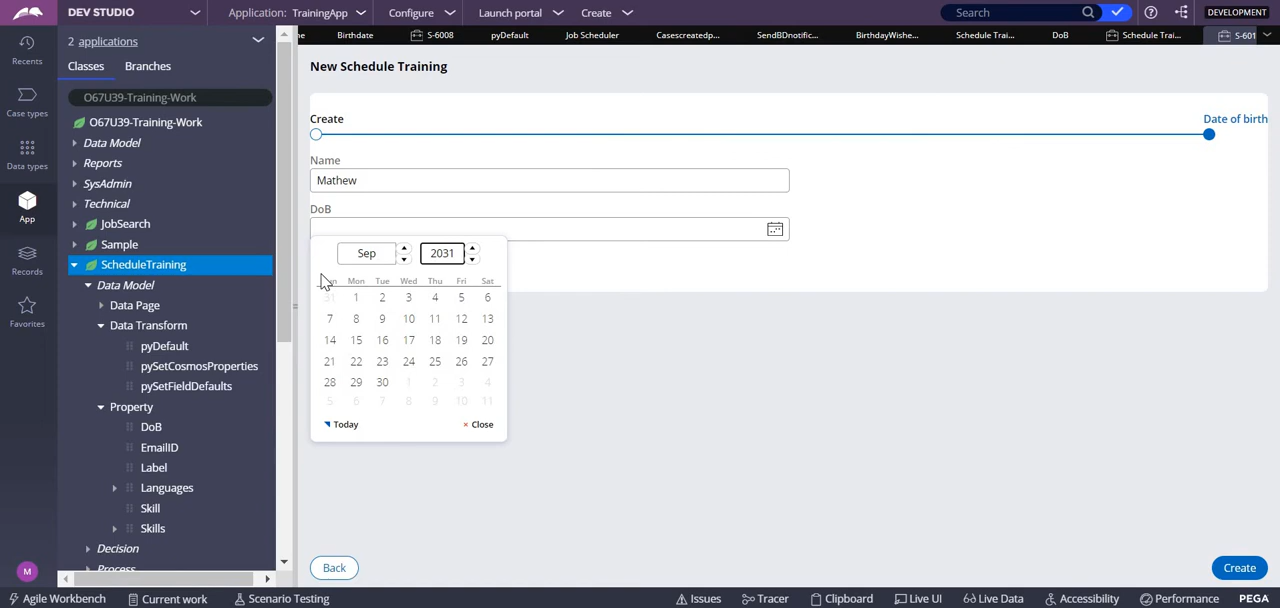 DEV STUDIO
Application: TrainingApp
Configure
Launch portal
Create
Search
DEVELOPMENT
Recents
Case types
Data types
App
Records
Favorites
M
2 applications
Classes
Branches
O67U39-Training-Work
O67U39-Training-Work
Data Model
Reports
SysAdmin
Technical
JobSearch
Sample
ScheduleTraining
Data Model
Data Page
Data Transform
pyDefault
pySetCosmosProperties
pySetFieldDefaults
Property
DoB
EmailID
Label
Languages
Skill
Skills
Decision
Process
Birthdate
S-6008
pyDefault
Job Scheduler
Casescreatedp...
SendBDnotific...
BirthdayWishe...
Schedule Trai...
DoB
Schedule Trai...
S-601
New Schedule Training
Create
Date of birth
Name
Mathew
DoB
Sep 2031
Mon Tue Wed Thu Fri Sat
31 1 2 3 4 5 6
7 8 9 10 11 12 13
14 15 16 17 18 19 20
21 22 23 24 25 26 27
28 29 30 1 2 3 4
5 6 7 8 9 10 11
Today
× Close
Back
Create
Agile Workbench
Current work
Scenario Testing
Issues
Tracer
Clipboard
Live UI
Live Data
Accessibility
Performance
PEGA